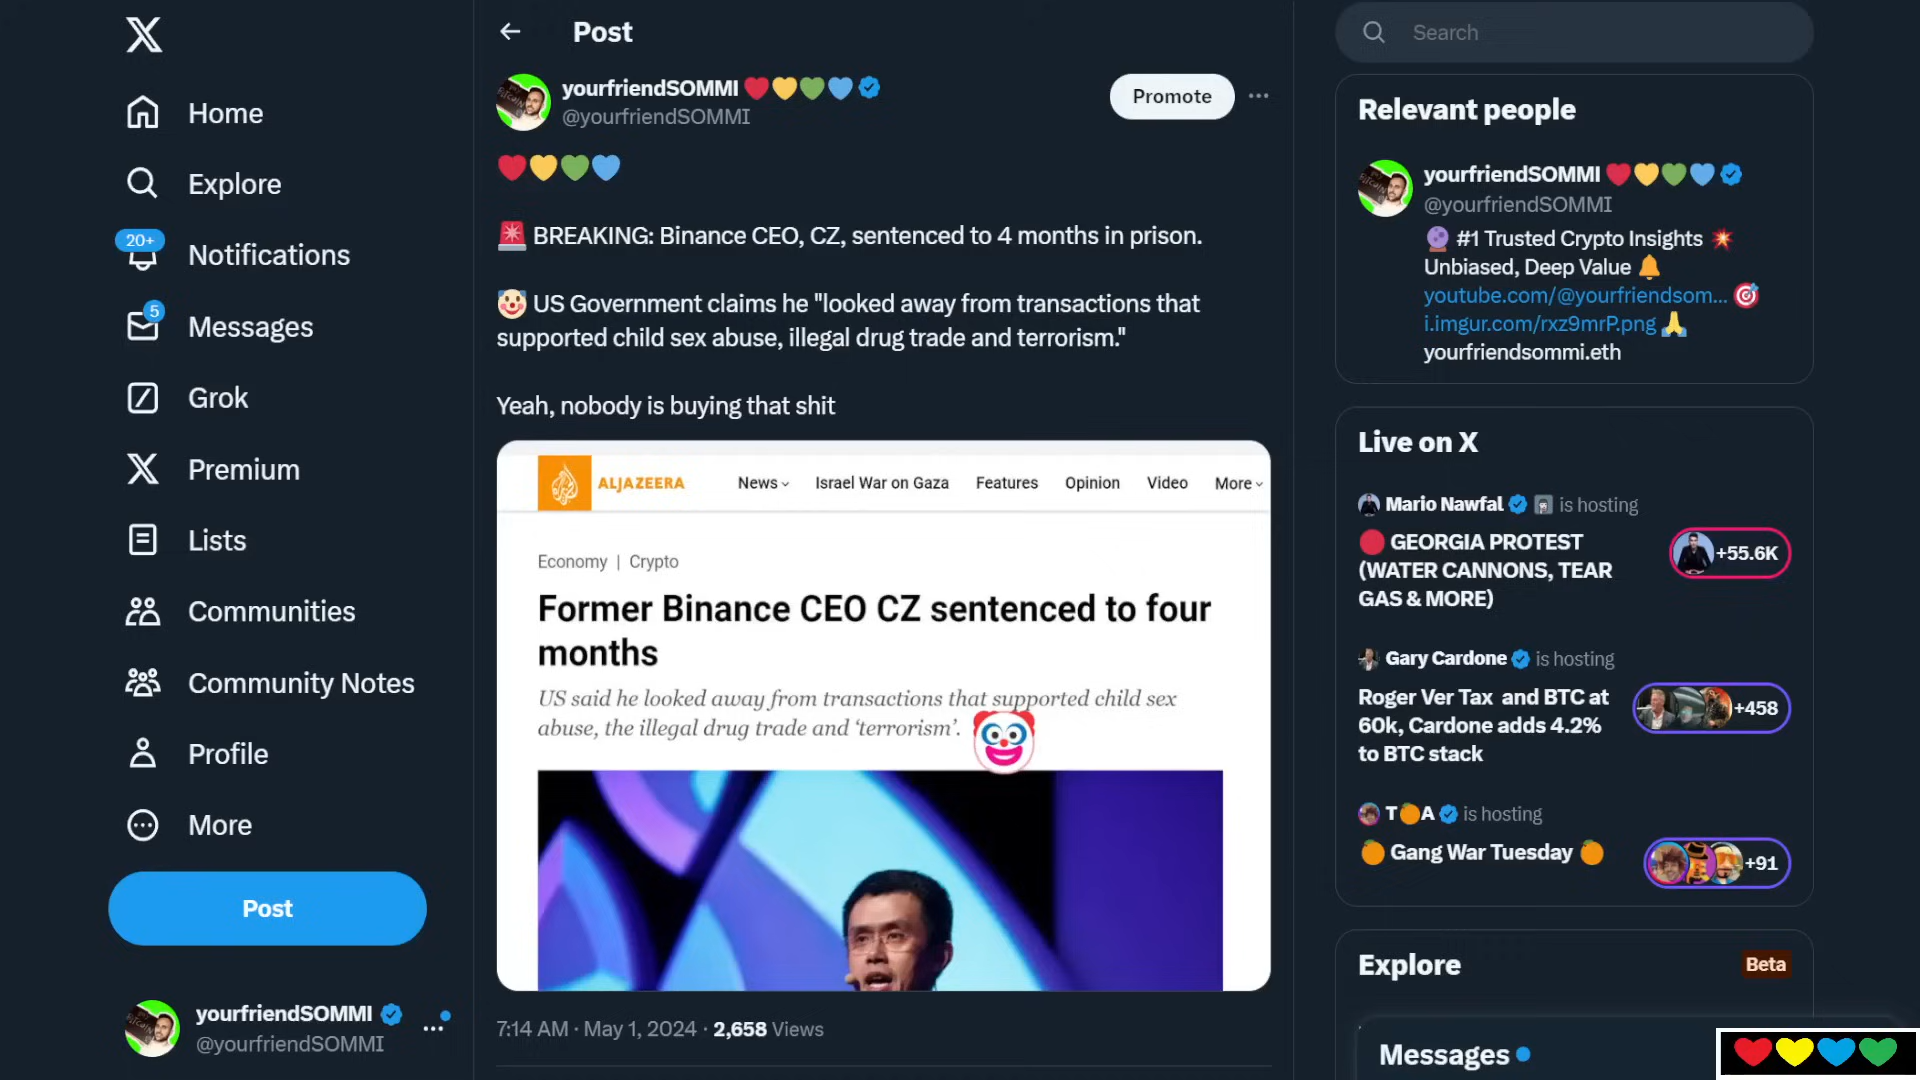 Home
Explore
20+
Notifications
5
Messages
Grok
Premium
Lists
Communities
Community Notes
Profile
More
Post
yourfriendSOMMI
@yourfriendSOMMI
Post
yourfriendSOMMI
@yourfriendSOMMI
Promote
BREAKING: Binance CEO, CZ, sentenced to 4 months in prison.
US Government claims he "looked away from transactions that
supported child sex abuse, illegal drug trade and terrorism."
Yeah, nobody is buying that shit
ALJAZEERA
News
Israel War on Gaza
Features
Opinion
Video
More
Economy | Crypto
Former Binance CEO CZ sentenced to four
months
US said he looked away from transactions that supported child sex
abuse, the illegal drug trade and ‘terrorism’.
7:14 AM · May 1, 2024 · 2,658 Views
Search
Relevant people
yourfriendSOMMI
@yourfriendSOMMI
#1 Trusted Crypto Insights
Unbiased, Deep Value
youtube.com/@yourfriendsom...
i.imgur.com/rxz9mrP.png
yourfriendsommi.eth
Live on X
Mario Nawfal is hosting
GEORGIA PROTEST
(WATER CANNONS, TEAR
GAS & MORE)
+55.6K
Gary Cardone is hosting
Roger Ver Tax and BTC at
60k, Cardone adds 4.2%
to BTC stack
+458
T🍊A is hosting
Gang War Tuesday
+91
Explore
Beta
Messages